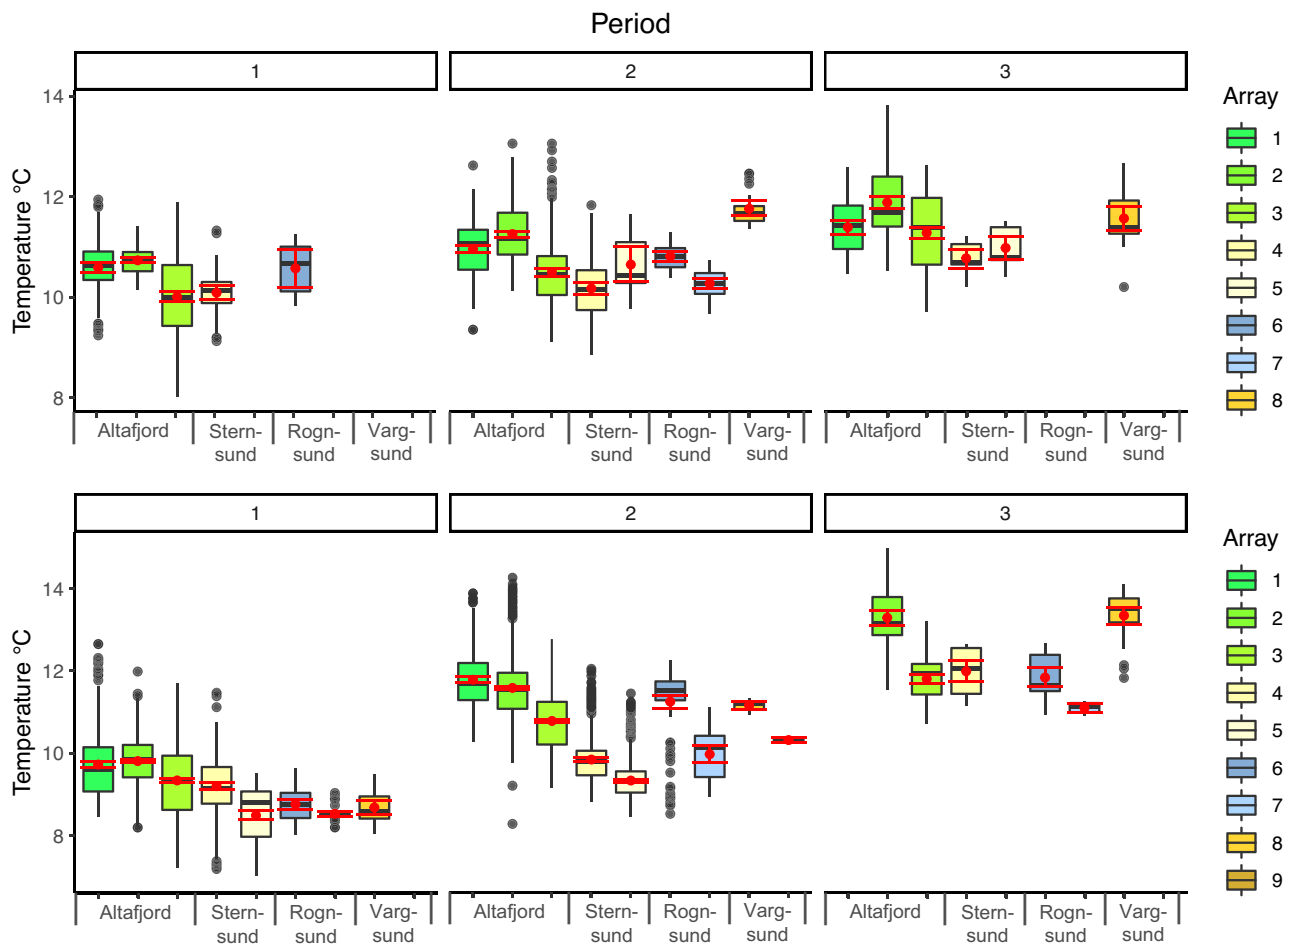 Period
1 2 3
Temperature °C
14
12
10
8
Altafjord Stern- Rogn- Varg- Altafjord Stern- Rogn- Varg- Altafjord Stern- Rogn- Varg-
sund sund sund sund sund sund sund sund sund
Array
1
2
3
4
5
6
7
8
1 2 3
Temperature °C
14
12
10
8
Altafjord Stern- Rogn- Varg- Altafjord Stern- Rogn- Varg- Altafjord Stern- Rogn- Varg-
sund sund sund sund sund sund sund sund sund
Array
1
2
3
4
5
6
7
8
9